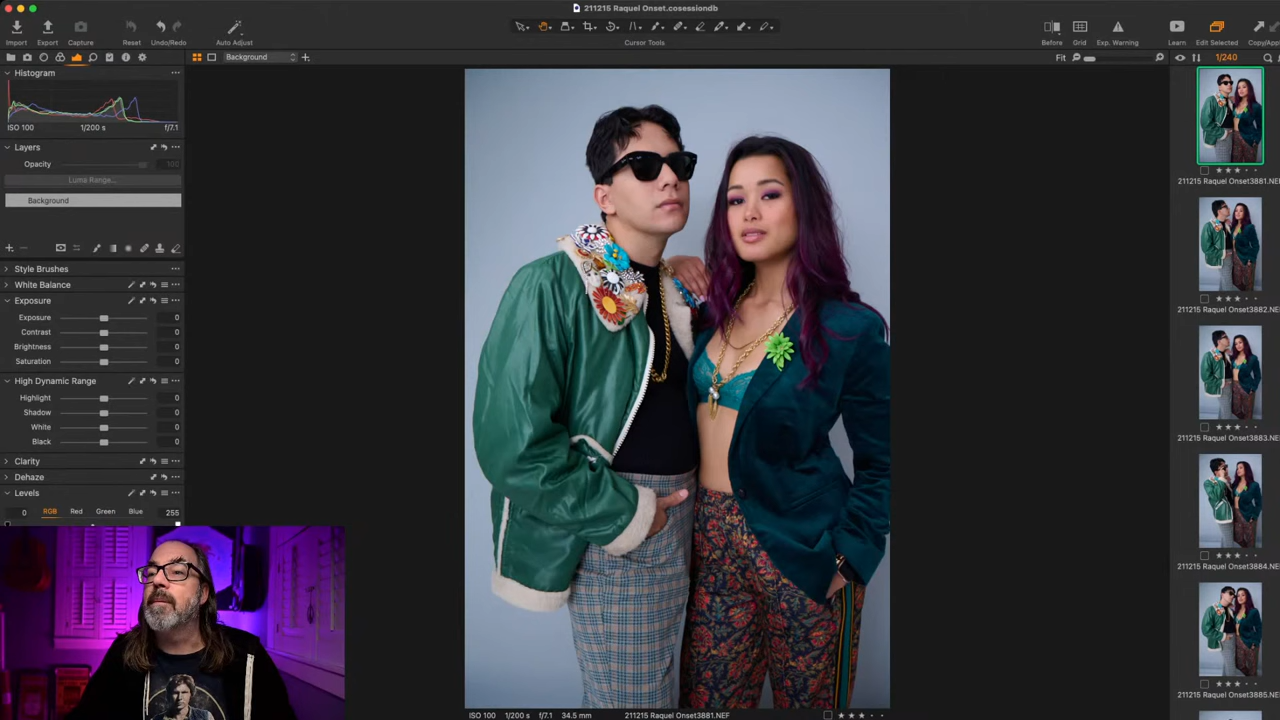 211215 Raquel Onset.cosessiondb
Import
Export
Capture
Reset
Undo/Redo
Auto Adjust
Cursor Tools
Before
Grid
Exp. Warning
Learn
Edit Selected
Copy/App
Background
Fit
1/240
Histogram
ISO 100 1/200 s f/7.1
Layers
Opacity 100
Luma Range...
Background
Style Brushes
White Balance
Exposure
Exposure 0
Contrast 0
Brightness 0
Saturation 0
High Dynamic Range
Highlight 0
Shadow 0
White 0
Black 0
Clarity
Dehaze
Levels
0 RGB Red Green Blue 255
211215 Raquel Onset3881.NEF
211215 Raquel Onset3882.NEF
211215 Raquel Onset3883.NEF
211215 Raquel Onset3884.NEF
211215 Raquel Onset3885.NEF
ISO 100 1/200 s f/7.1 34.5 mm 211215 Raquel Onset3881.NEF